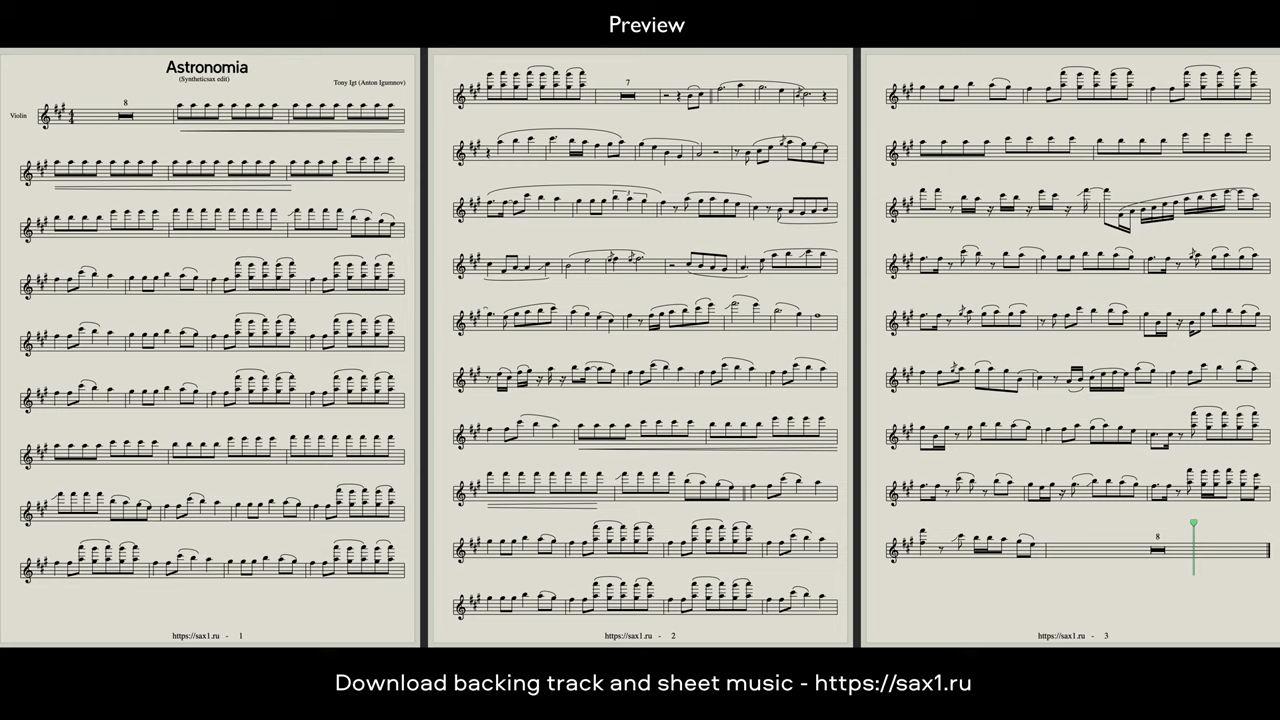 Preview
Astronomia
(Syntheticsax edit)
Tony Igt (Anton Igumnov)
Violin
8
7
3
8
https://sax1.ru - 1
https://sax1.ru - 2
https://sax1.ru - 3
Download backing track and sheet music - https://sax1.ru